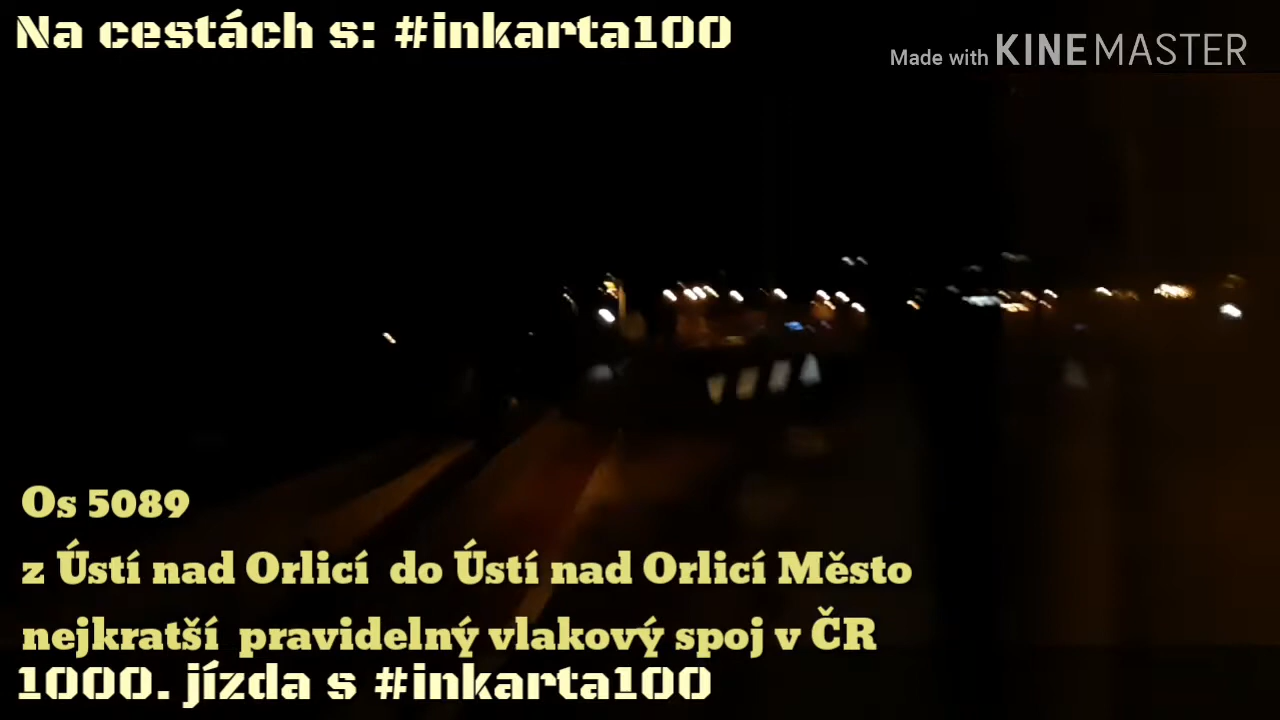 Na cestách s: #inkarta100
Made with KINEMASTER
Os 5089
z Ústí nad Orlicí do Ústí nad Orlicí Město
nejkratší pravidelný vlakový spoj v ČR
1000. jízda s #inkarta100